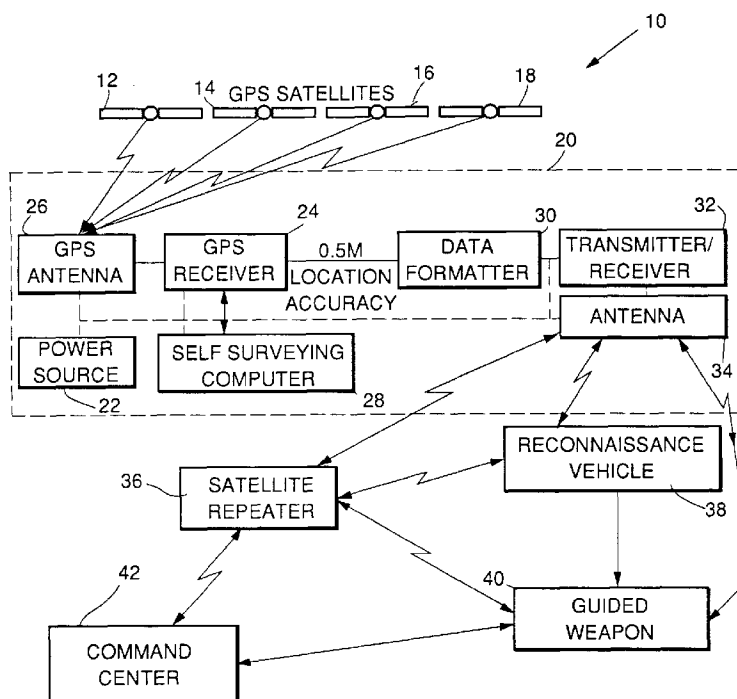 10
12
14
16
18
GPS SATELLITES
20
26
24
30
32
GPS
ANTENNA
GPS
RECEIVER
0.5M
LOCATION
ACCURACY
DATA
FORMATTER
TRANSMITTER/
RECEIVER
ANTENNA
34
POWER
SOURCE
22
SELF SURVEYING
COMPUTER
28
36
SATELLITE
REPEATER
RECONNAISSANCE
VEHICLE
38
40
GUIDED
WEAPON
42
COMMAND
CENTER